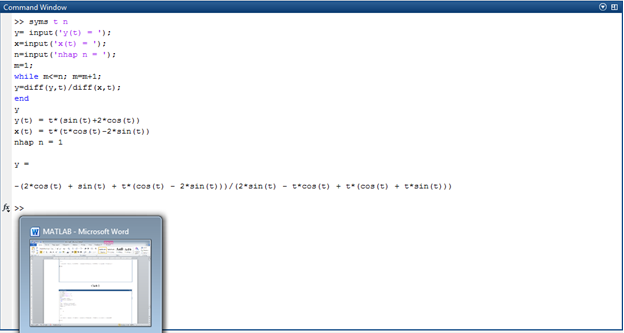 Command Window
>> syms t n
y= input('y(t) = ');
x=input('x(t) = ');
n=input('nhap n = ');
m=1;
while m<=n; m=m+1;
y=diff(y,t)/diff(x,t);
end
y
y(t) = t*(sin(t)+2*cos(t))
x(t) = t*(t*cos(t)-2*sin(t))
nhap n = 1
y =
-(2*cos(t) + sin(t) + t*(cos(t) - 2*sin(t)))/(2*sin(t) - t*cos(t) + t*(cos(t) + t*sin(t)))
fx >>
W MATLAB - Microsoft Word